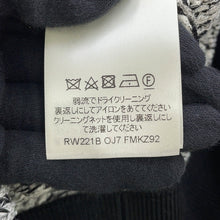 弱流でドライクリーニング
裏返しにしてアイロンをあててください
クリーニングネットを使用し裏返しにし
て洗濯してください
RW221B OJ7 FMKZ92